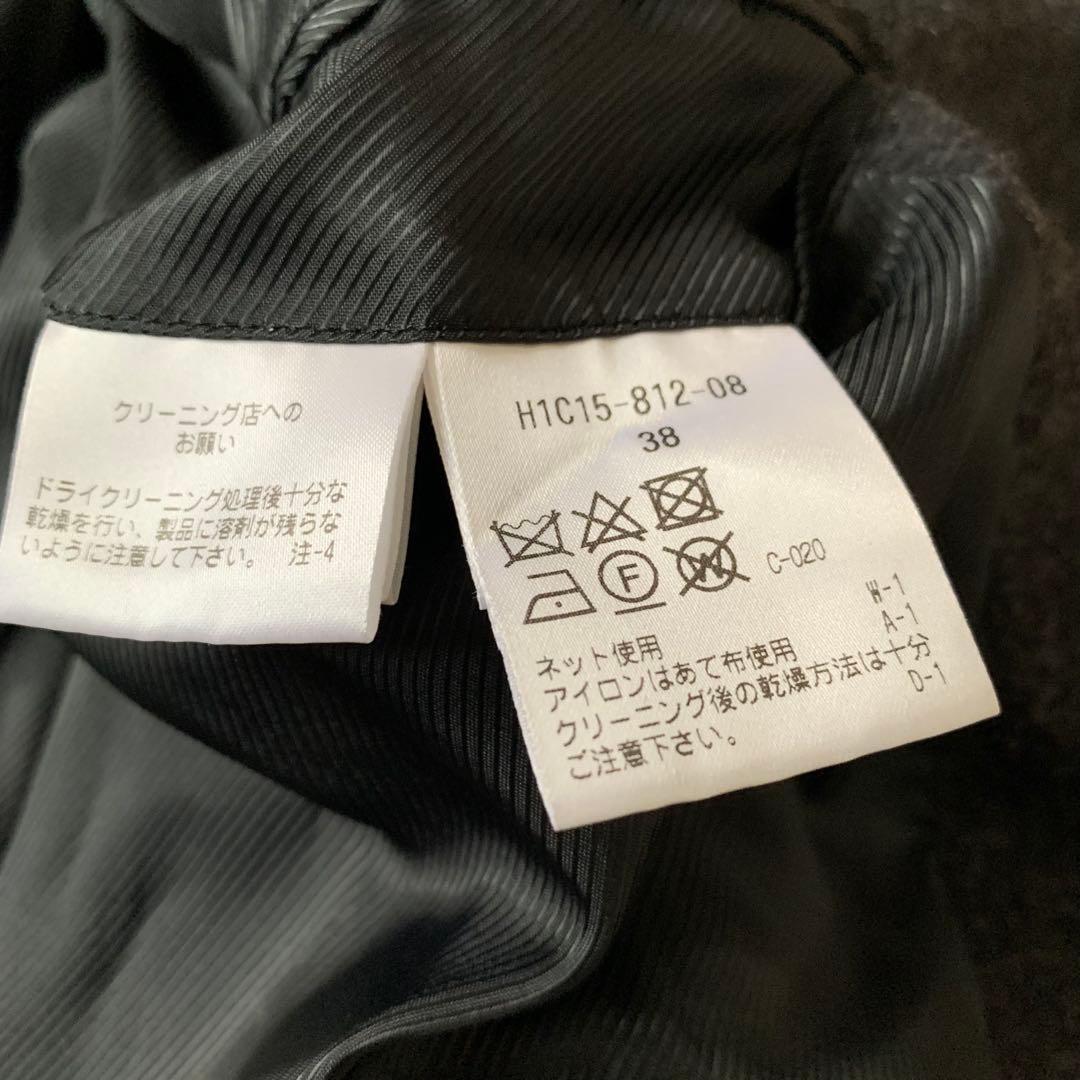 クリーニング店への
お願い
ドライクリーニング処理後十分な
乾燥を行い、製品に溶剤が残らな
いように注意して下さい。 注-4
H1C15-812-08
38
F W C-020
ネット使用 W-1
アイロンはあて布使用 A-1
クリーニング後の乾燥方法は十分
ご注意下さい。 D-1